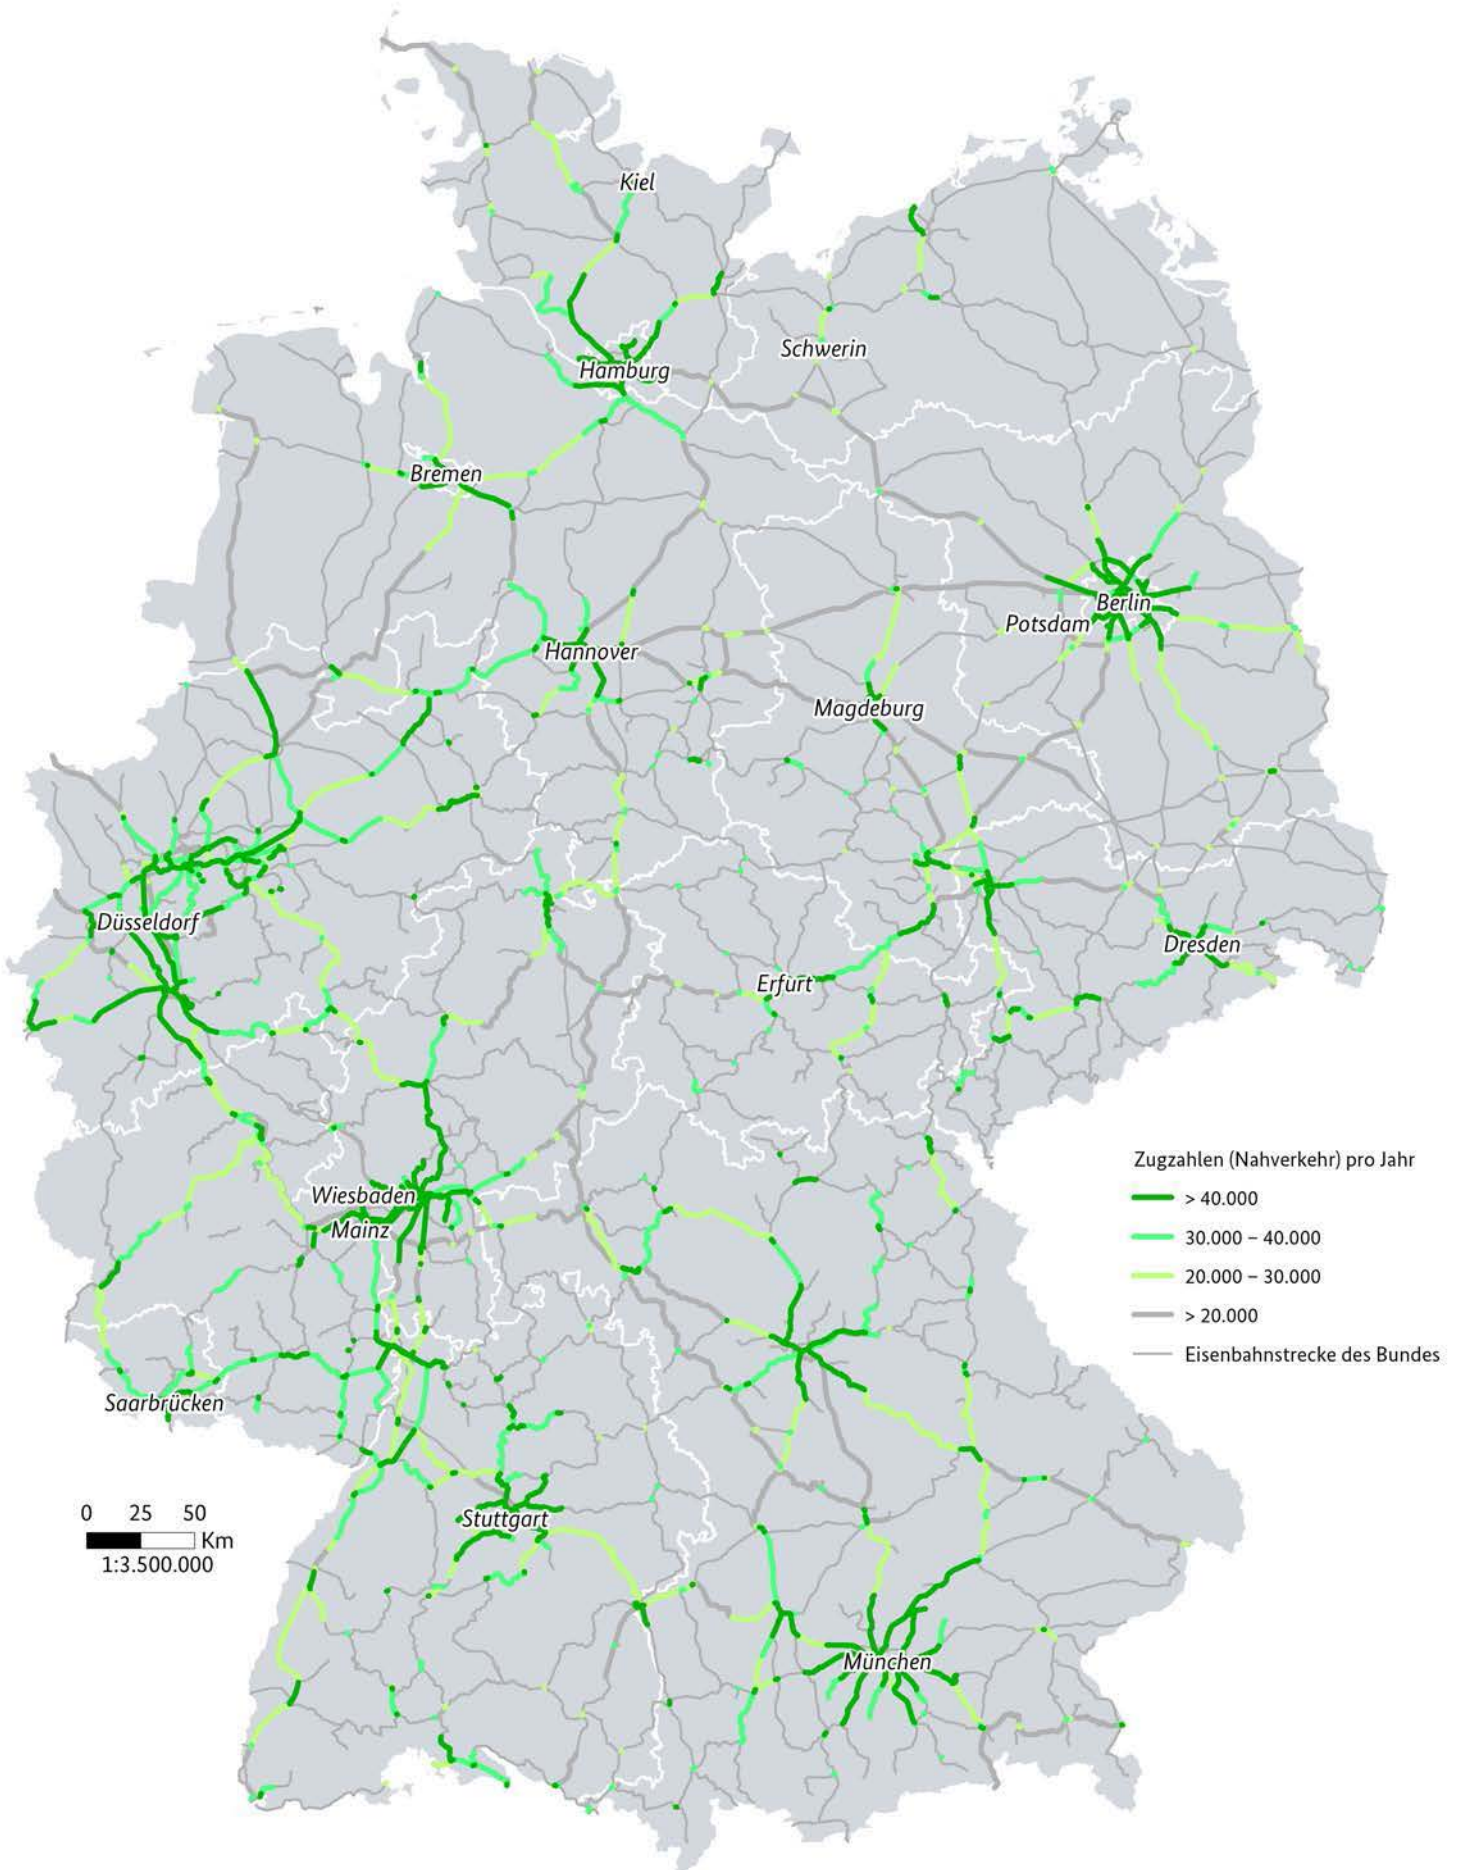 Kiel
Schwerin
Hamburg
Bremen
Berlin
Potsdam
Hannover
Magdeburg
Düsseldorf
Dresden
Erfurt
Wiesbaden
Mainz
Saarbrücken
Stuttgart
München
Zugzahlen (Nahverkehr) pro Jahr
> 40.000
30.000 – 40.000
20.000 – 30.000
> 20.000
Eisenbahnstrecke des Bundes
0 25 50
Km
1:3.500.000